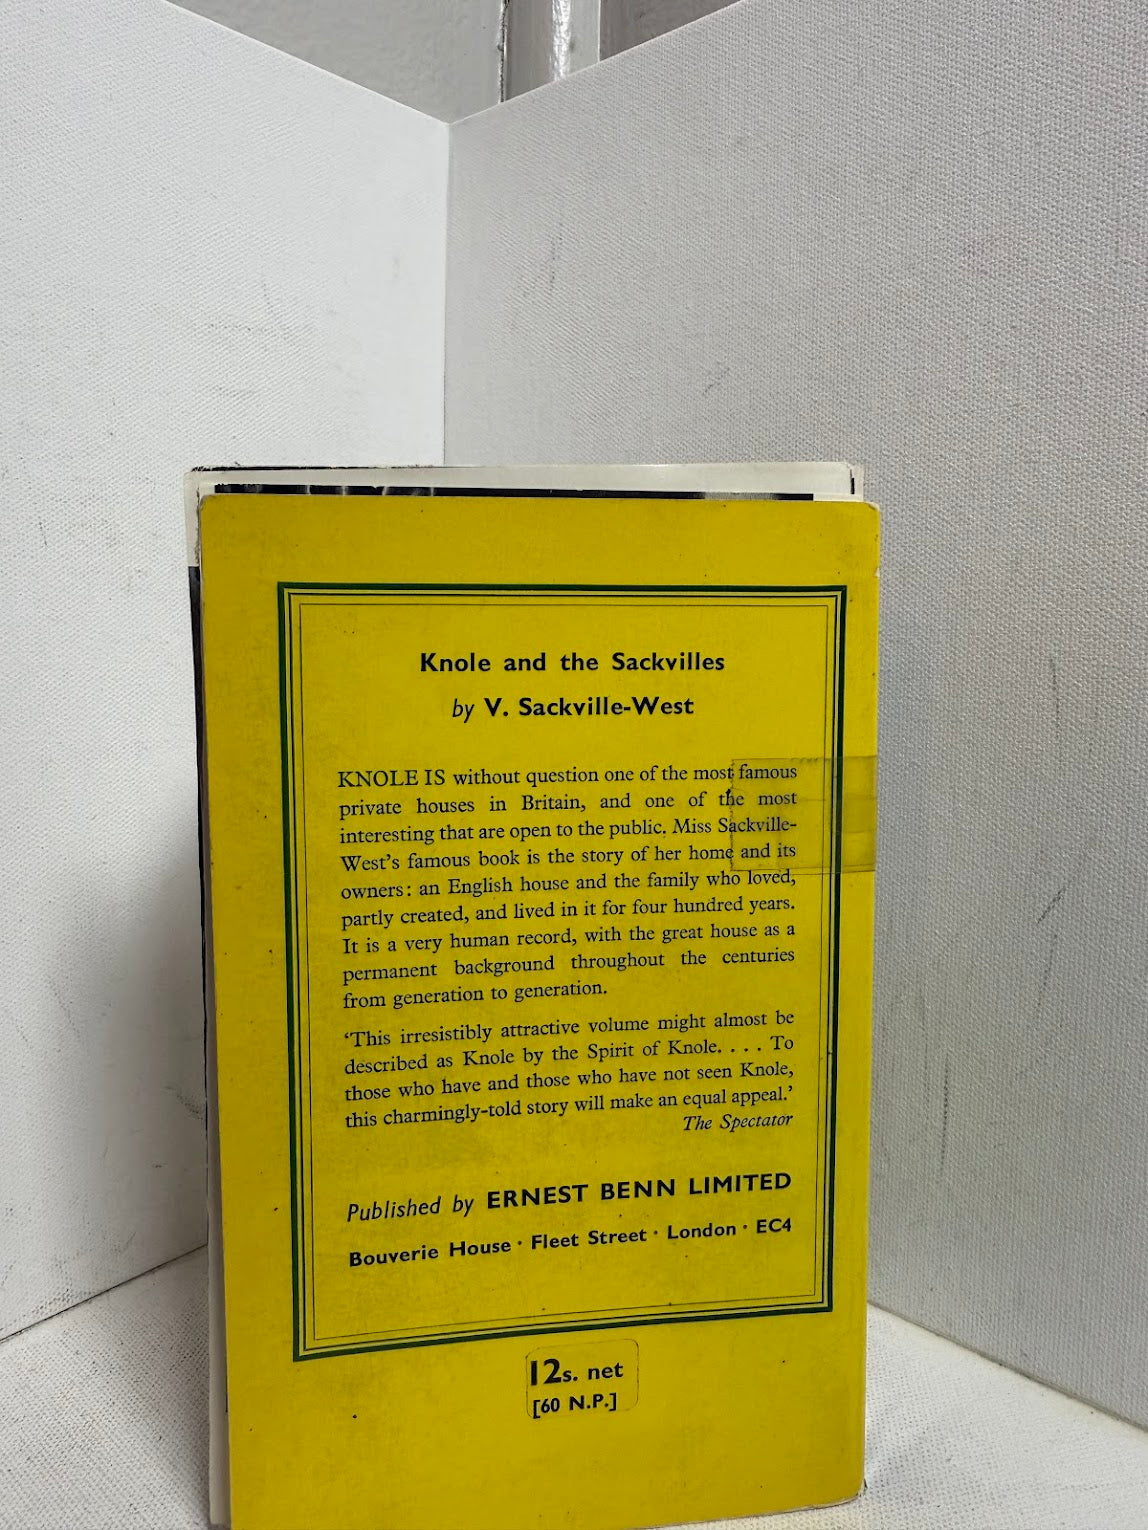 Knole and the Sackvilles
by V. Sackville-West
KNOLE IS without question one of the most famous
private houses in Britain, and one of the most
interesting that are open to the public. Miss Sackville-
West's famous book is the story of her home and its
owners: an English house and the family who loved,
partly created, and lived in it for four hundred years.
It is a very human record, with the great house as a
permanent background throughout the centuries
from generation to generation.
‘This irresistibly attractive volume might almost be
described as Knole by the Spirit of Knole. . . . To
those who have and those who have not seen Knole,
this charmingly-told story will make an equal appeal.’
The Spectator
Published by ERNEST BENN LIMITED
Bouverie House · Fleet Street · London · EC4
12s. net
[60 N.P.]